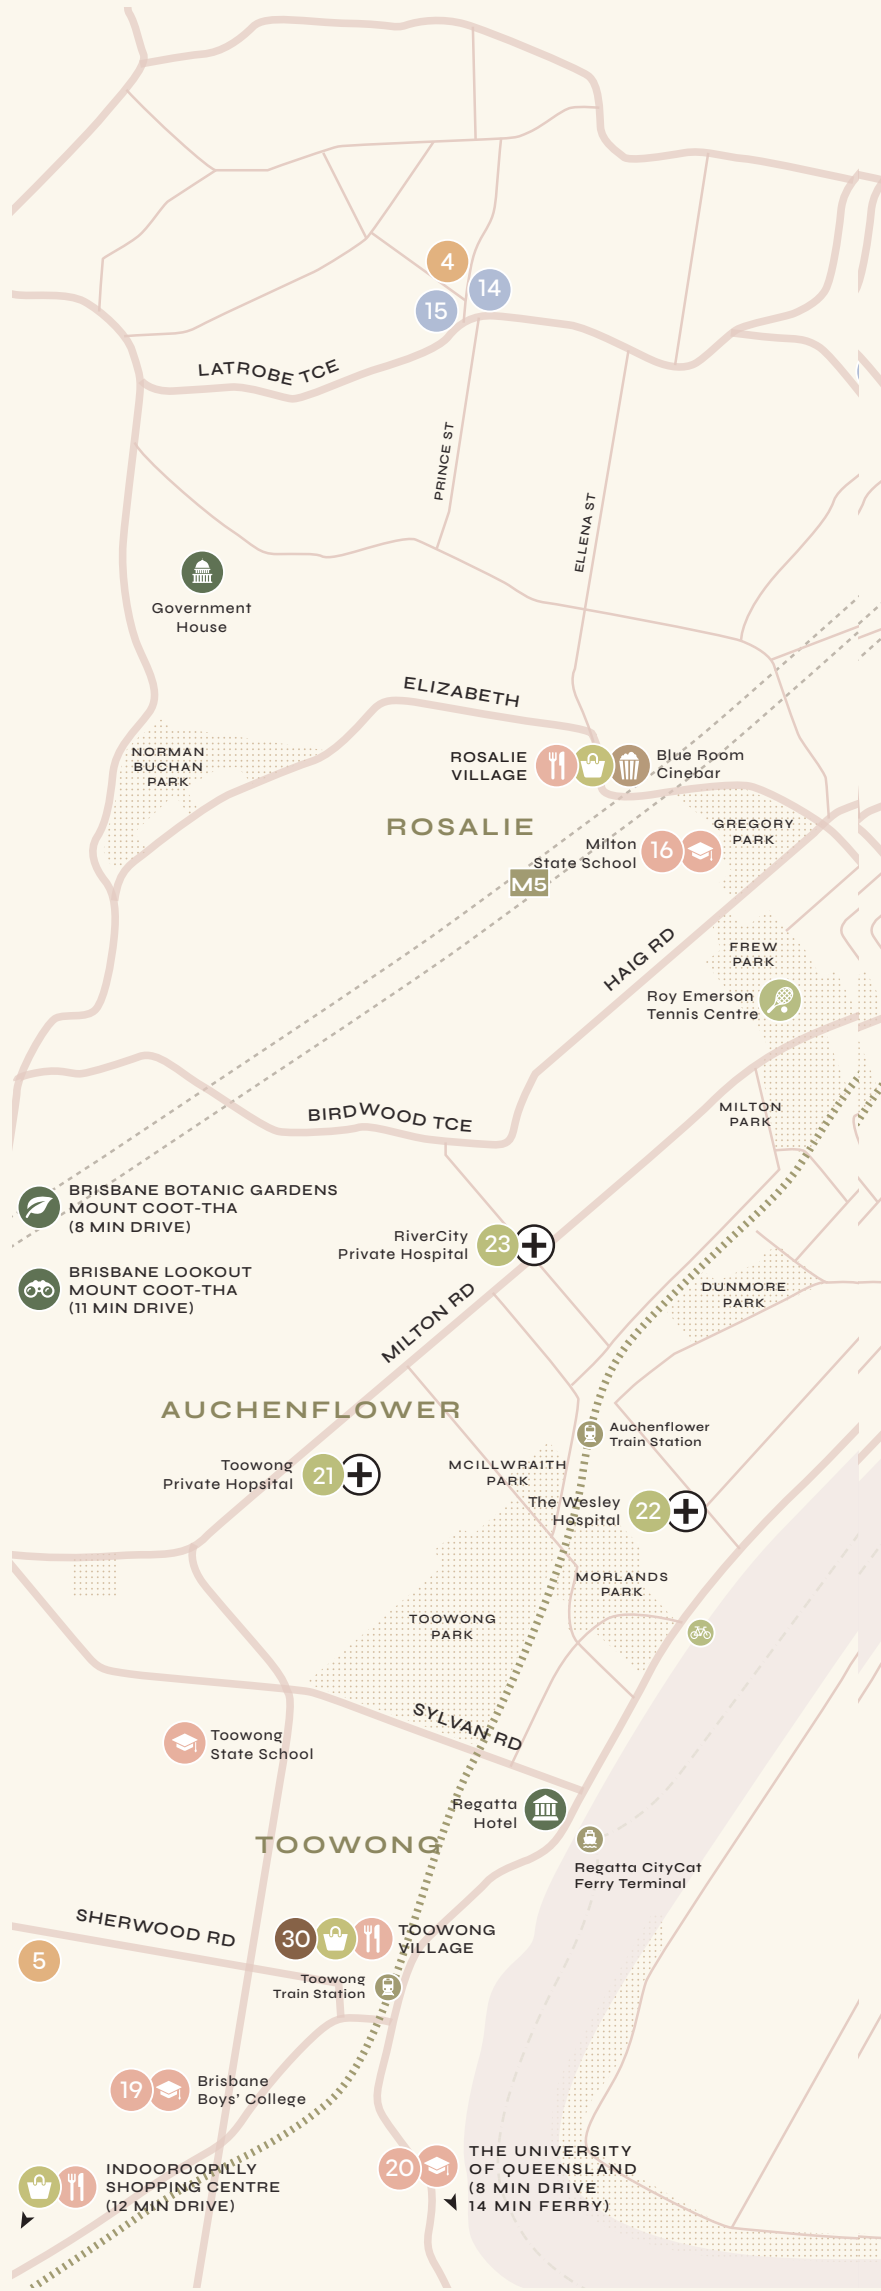 4
14
15
LATROBE TCE
PRINCE ST
ELLENA ST
Government
House
ELIZABETH
NORMAN
BUCHAN
PARK
ROSALIE
VILLAGE
Blue Room
Cinebar
ROSALIE
GREGORY
PARK
Milton
State School
16
M5
HAIG RD
FREW
PARK
Roy Emerson
Tennis Centre
BIRDWOOD TCE
MILTON
PARK
BRISBANE BOTANIC GARDENS
MOUNT COOT-THA
(8 MIN DRIVE)
RiverCity
Private Hospital
23
BRISBANE LOOKOUT
MOUNT COOT-THA
(11 MIN DRIVE)
DUNMORE
PARK
MILTON RD
AUCHENFLOWER
Auchenflower
Train Station
Toowong
Private Hopsital
21
MCILLWRAITH
PARK
The Wesley
Hospital
22
MORLANDS
PARK
TOOWONG
PARK
SYLVAN RD
Toowong
State School
Regatta
Hotel
TOOWONG
Regatta CityCat
Ferry Terminal
SHERWOOD RD
30
TOOWONG
VILLAGE
5
Toowong
Train Station
19
Brisbane
Boys' College
INDOOROOPILLY
SHOPPING CENTRE
(12 MIN DRIVE)
20
THE UNIVERSITY
OF QUEENSLAND
(8 MIN DRIVE
14 MIN FERRY)